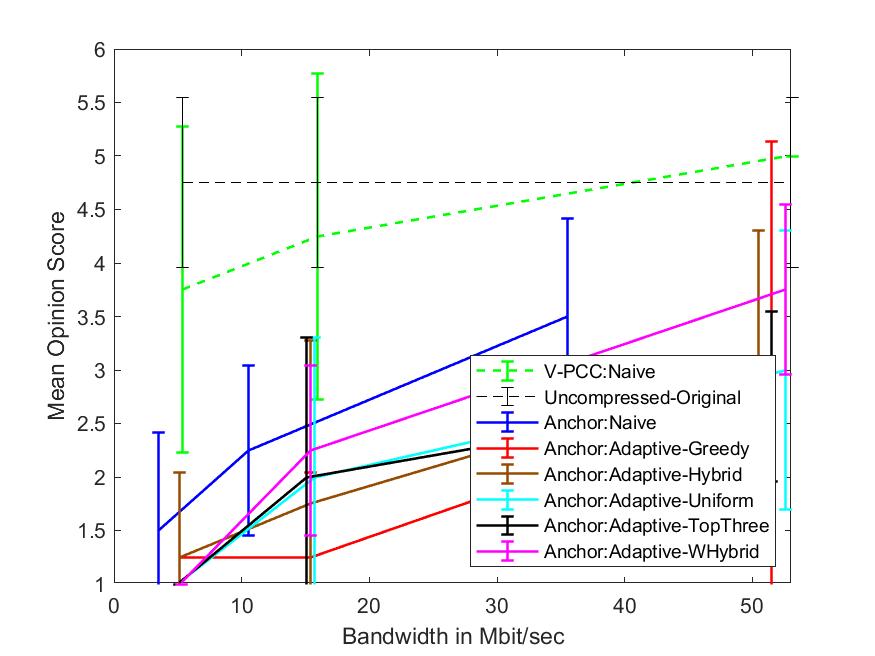 6
5.5
5
4.5
4
3.5
3
2.5
2
1.5
1
Mean Opinion Score
V-PCC:Naive
Uncompressed-Original
Anchor:Naive
Anchor:Adaptive-Greedy
Anchor:Adaptive-Hybrid
Anchor:Adaptive-Uniform
Anchor:Adaptive-TopThree
Anchor:Adaptive-WHybrid
0 10 20 30 40 50
Bandwidth in Mbit/sec